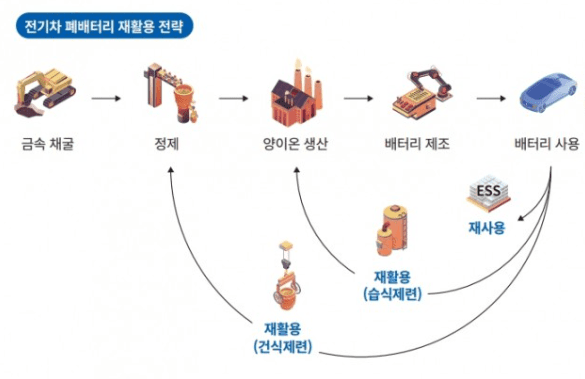 전기차 폐배터리 재활용 전략
금속 채굴
정제
양이온 생산
배터리 제조
배터리 사용
ESS
재사용
재활용
(습식제련)
재활용
(건식제련)